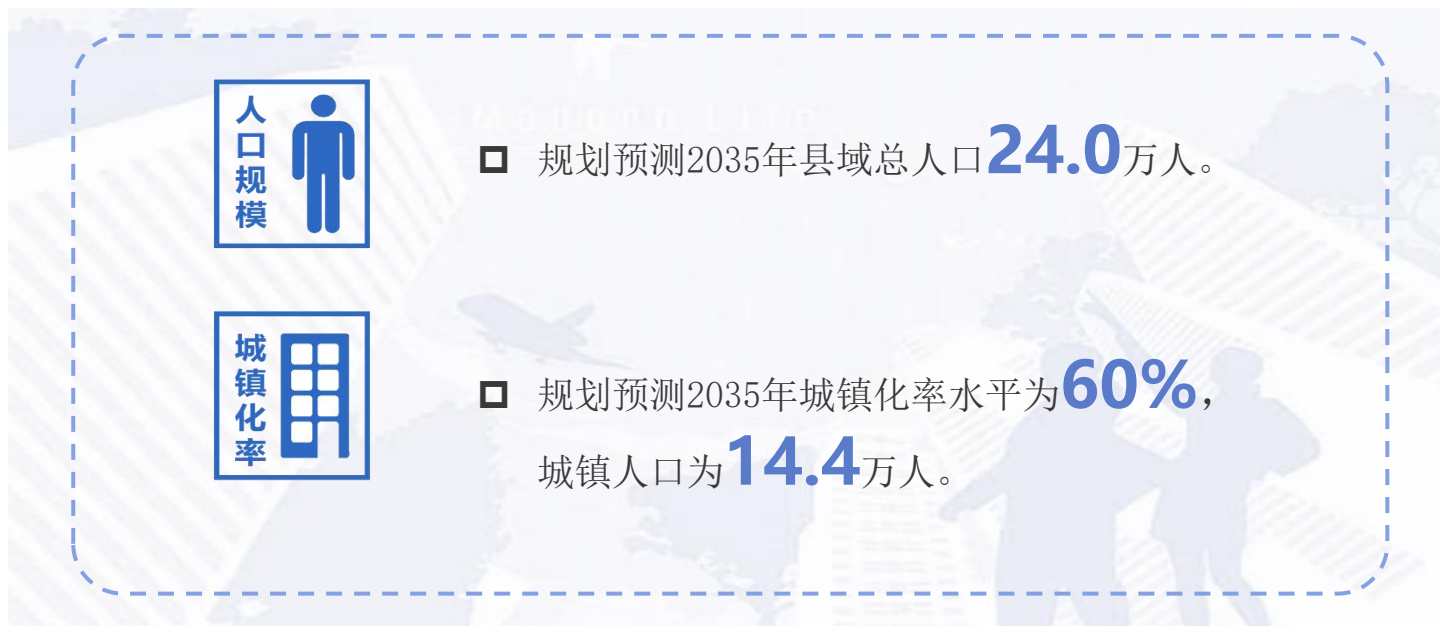 人口规模
规划预测2035年县域总人口24.0万人。
城镇化率
规划预测2035年城镇化率水平为60%，
城镇人口为14.4万人。